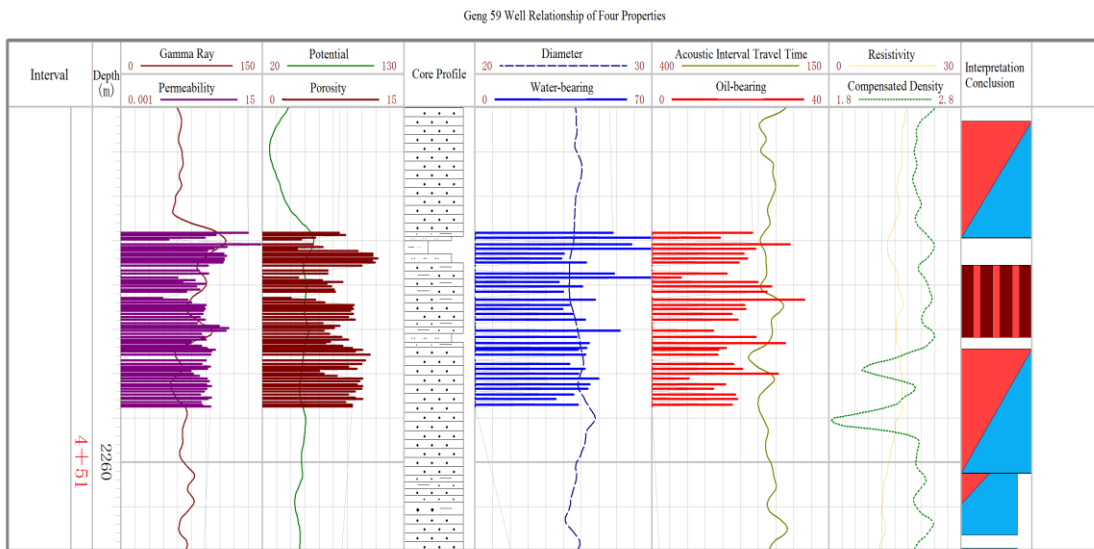 Geng 59 Well Relationship of Four Properties
Interval
Depth
(m)
0 Gamma Ray 150
Permeability
0.001 15
20 Potential 130
Porosity
0 15
Core Profile
Diameter
20 30
Water-bearing
0 70
Acoustic Interval Travel Time
400 150
Oil-bearing
0 40
Resistivity
0 30
Compensated Density
1.8 2.8
Interpretation
Conclusion
4+51
2260